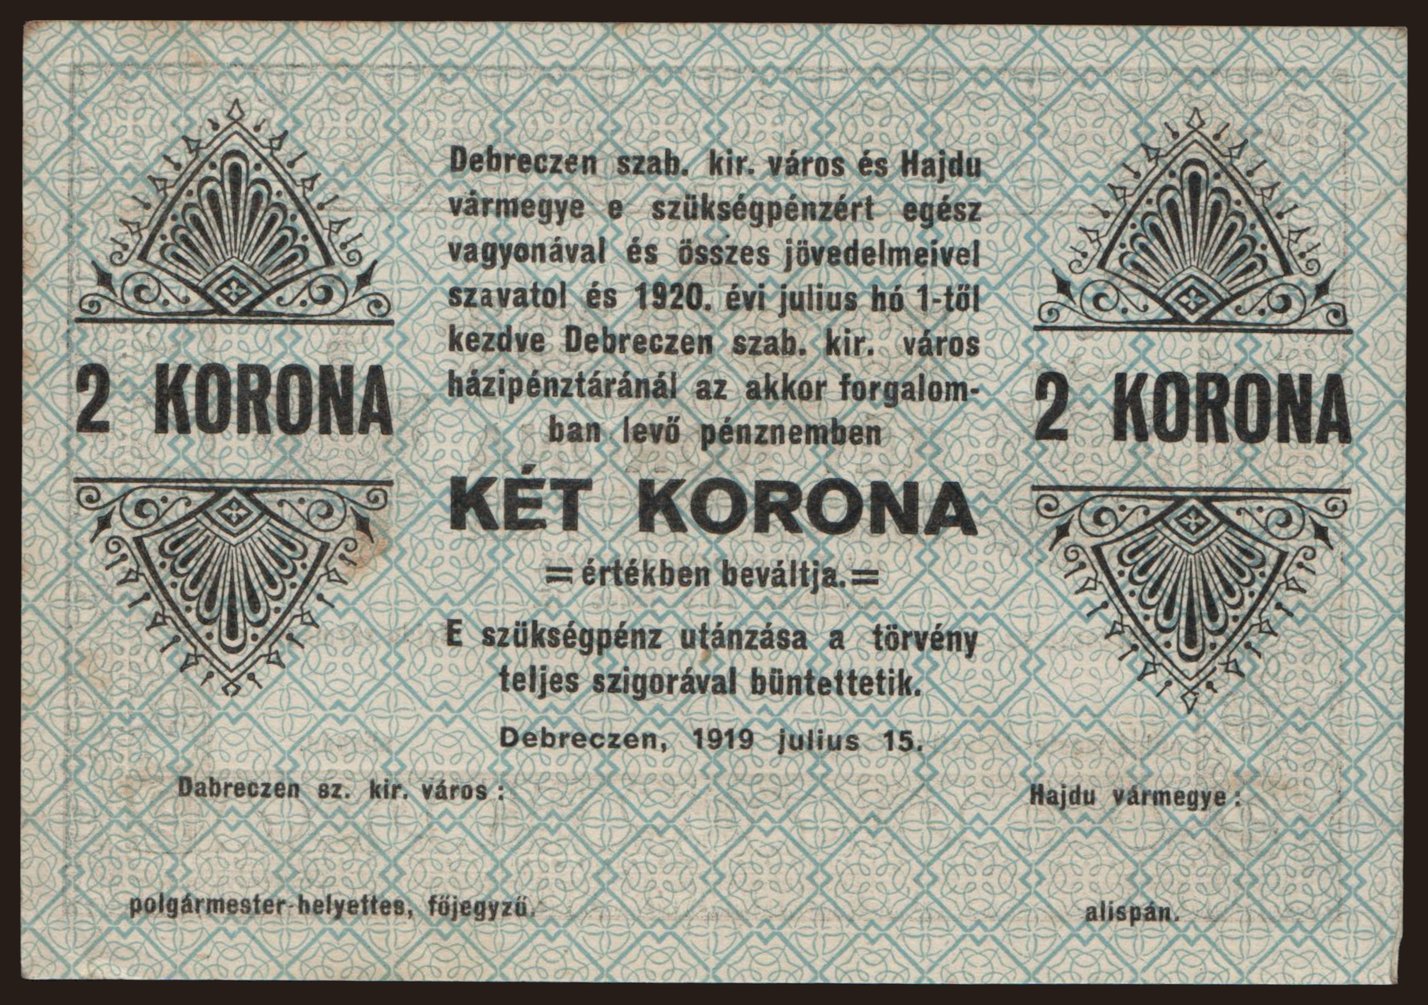 Debreczen szab. kir. város és Hajdu
vármegye e szükségpénzért egész
vagyonával és összes jövedelmeivel
szavatol és 1920. évi julius hó 1-től
kezdve Debreczen szab. kir. város
házipénztáránál az akkor forgalom-
ban levő pénznemben
2 KORONA
2 KORONA
KÉT KORONA
=értékben beváltja.=
E szükségpénz utánzása a törvény
teljes szigorával büntettetik.
Debreczen, 1919 julius 15.
Dabreczen sz. kir. város:
Hajdu vármegye:
polgármester-helyettes, főjegyző.
alispán.